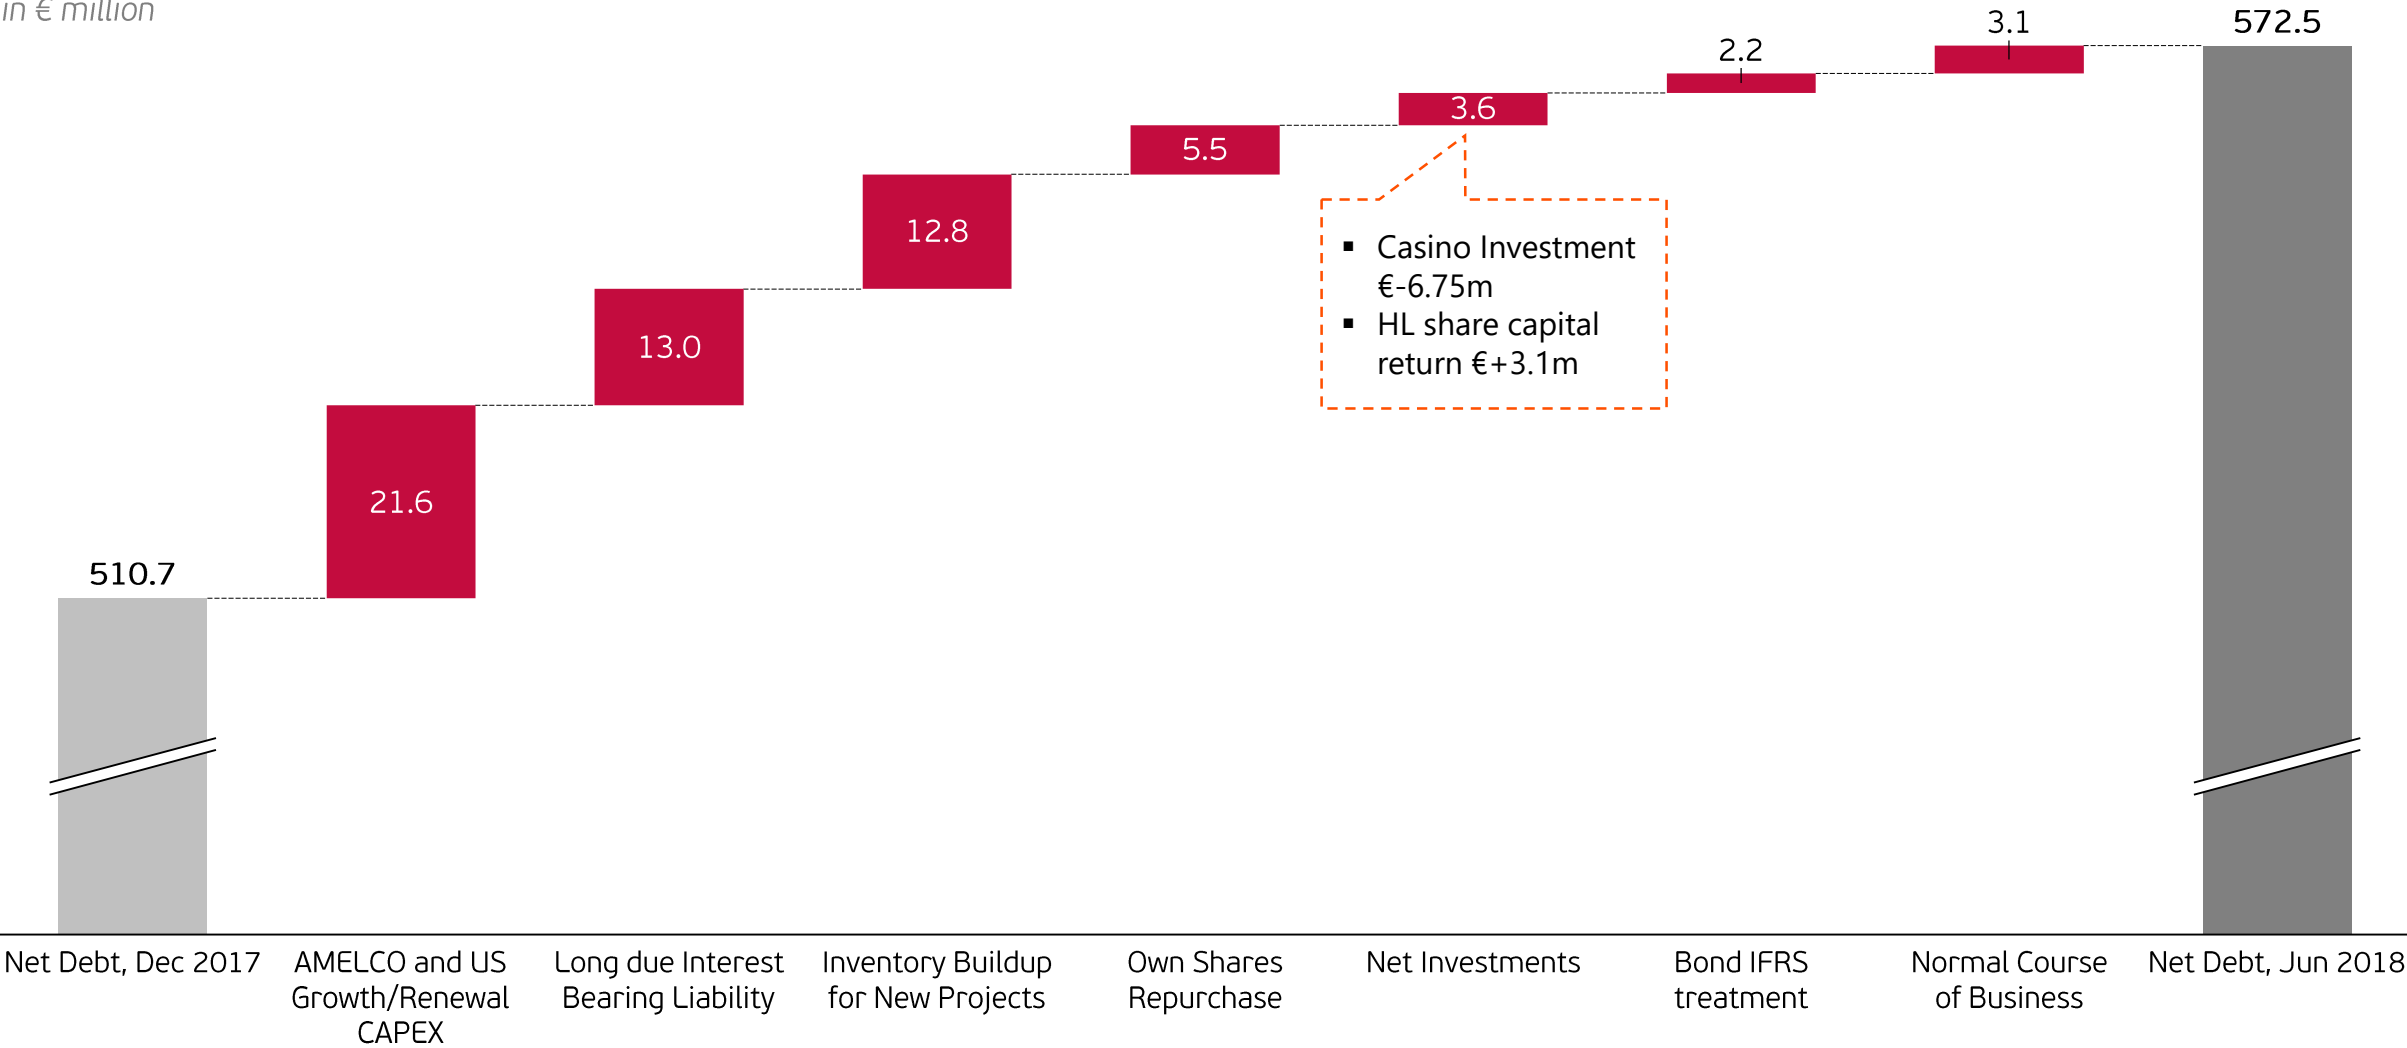 in € million
510.7
21.6
13.0
12.8
5.5
3.6
2.2
3.1
572.5
▪ Casino Investment
€-6.75m
▪ HL share capital
return €+3.1m
Net Debt, Dec 2017
AMELCO and US
Growth/Renewal
CAPEX
Long due Interest
Bearing Liability
Inventory Buildup
for New Projects
Own Shares
Repurchase
Net Investments
Bond IFRS
treatment
Normal Course
of Business
Net Debt, Jun 2018